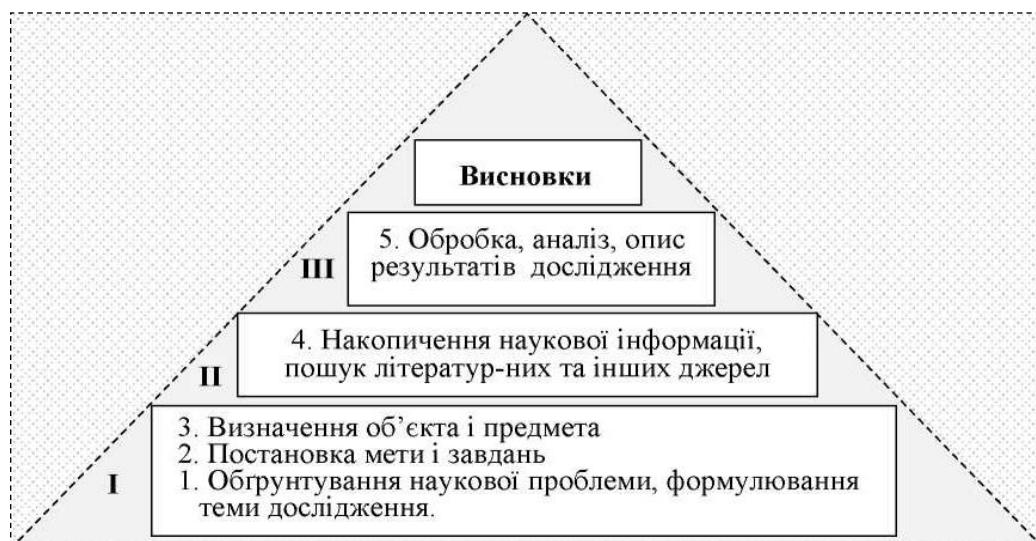 Висновки
5. Обробка, аналіз, опис
результатів дослідження
III
4. Накопичення наукової інформації,
пошук літератур-них та інших джерел
II
3. Визначення об’єкта і предмета
2. Постановка мети і завдань
1. Обґрунтування наукової проблеми, формулювання
теми дослідження.
I